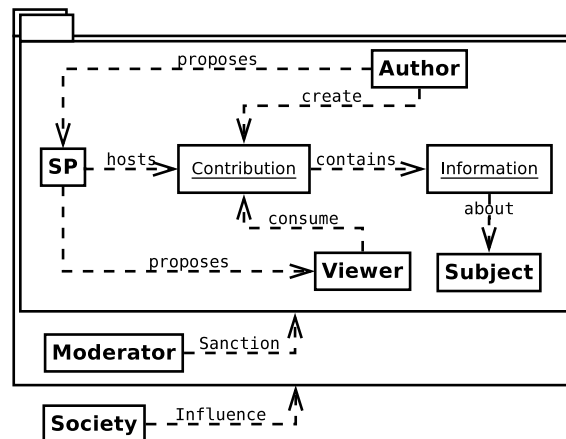 proposes
Author
create
SP
hosts
Contribution
contains
Information
about
consume
proposes
Viewer
Subject
Moderator
Sanction
Society
Influence